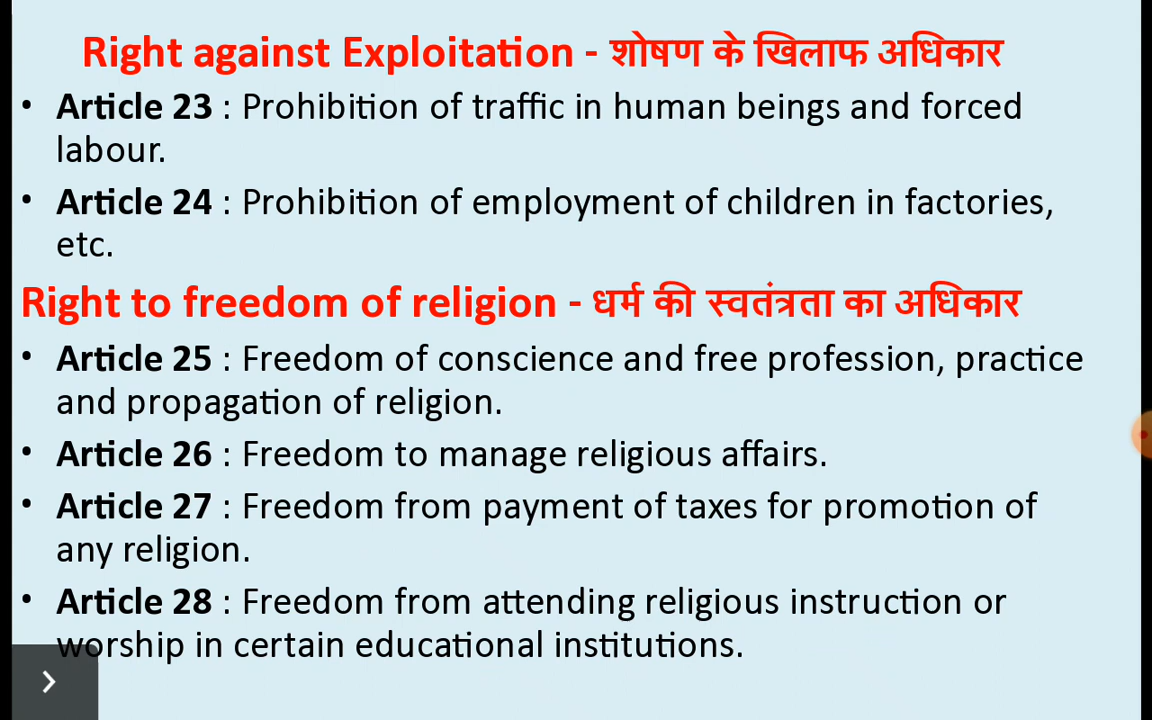 Right against Exploitation - शोषण के खिलाफ अधिकार
• Article 23 : Prohibition of traffic in human beings and forced
labour.
• Article 24 : Prohibition of employment of children in factories,
etc.
Right to freedom of religion - धर्म की स्वतंत्रता का अधिकार
• Article 25 : Freedom of conscience and free profession, practice
and propagation of religion.
• Article 26 : Freedom to manage religious affairs.
• Article 27 : Freedom from payment of taxes for promotion of
any religion.
• Article 28 : Freedom from attending religious instruction or
worship in certain educational institutions.